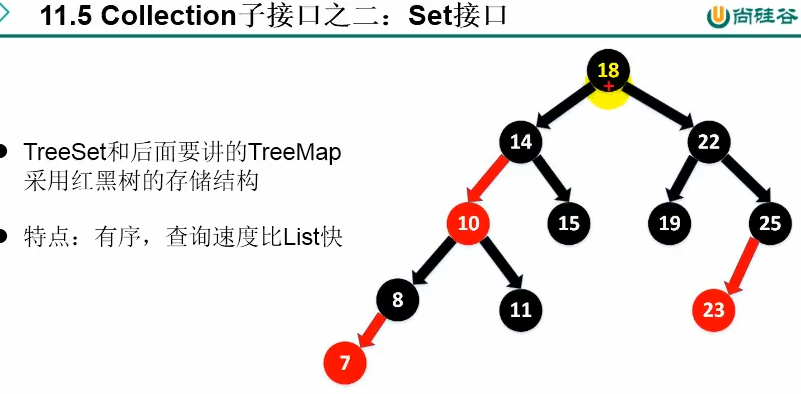 11.5 Collection子接口之二：Set接口
尚硅谷
18
14
22
TreeSet和后面要讲的TreeMap
采用红黑树的存储结构
10
15
19
25
特点：有序，查询速度比List快
8
11
23
7